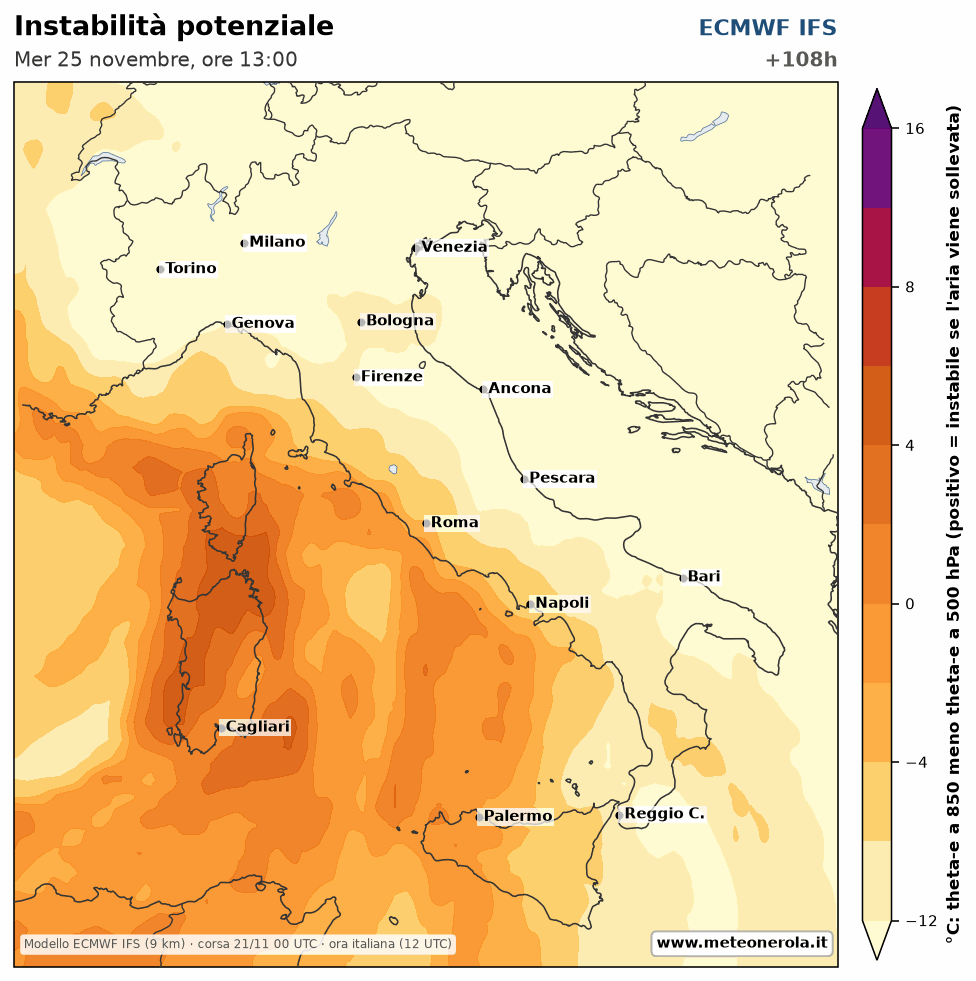 Instabilità potenziale
ECMWF IFS
Mer 25 novembre, ore 13:00
+108h
Milano
Venezia
Torino
Genova
Bologna
Firenze
Ancona
Pescara
Roma
Bari
Napoli
Cagliari
Palermo
Reggio C.
16
8
4
0
−4
−12
°C: theta-e a 850 meno theta-e a 500 hPa (positivo = instabile se l'aria viene sollevata)
Modello ECMWF IFS (9 km) · corsa 21/11 00 UTC · ora italiana (12 UTC)
www.meteonerola.it